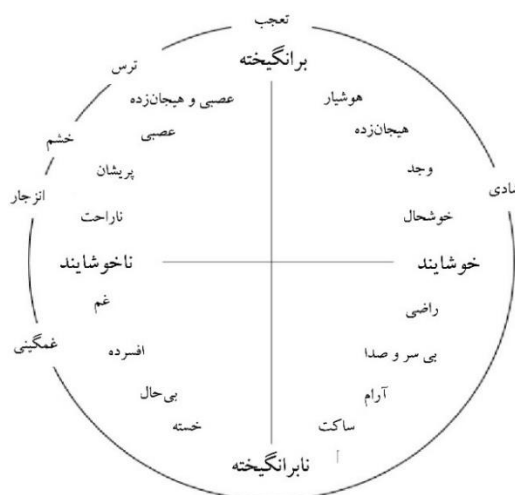 تعجب
برانگیخته
ترس
هوشیار
عصبی و هیجان‌زده
هیجان‌زده
عصبی
خشم
وجد
پریشان
شادی
انزجار
خوشحال
ناراحت
خوشایند
ناخوشایند
راضی
غم
بی سر و صدا
افسرده
غمگینی
آرام
بی‌حال
ساکت
خسته
نابرانگیخته